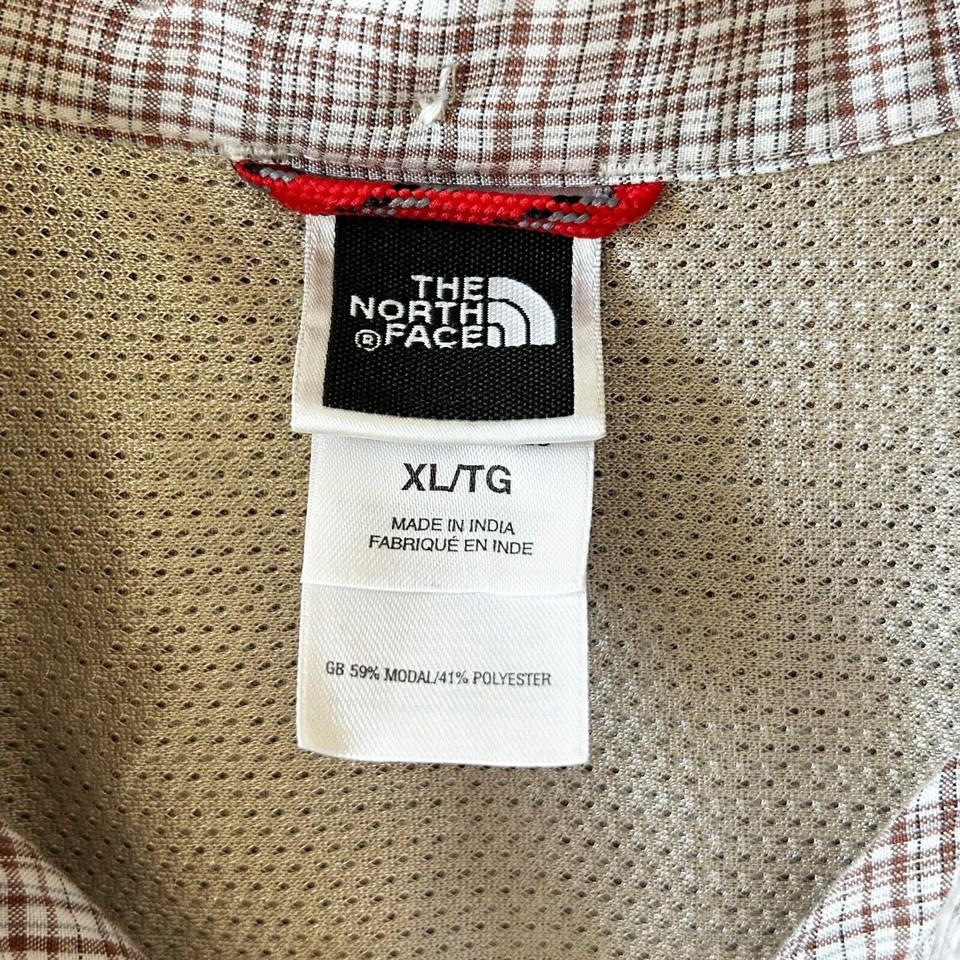 THE
NORTH
® FACE
XL/TG
MADE IN INDIA
FABRIQUÉ EN INDE
GB 59% MODAL/41% POLYESTER